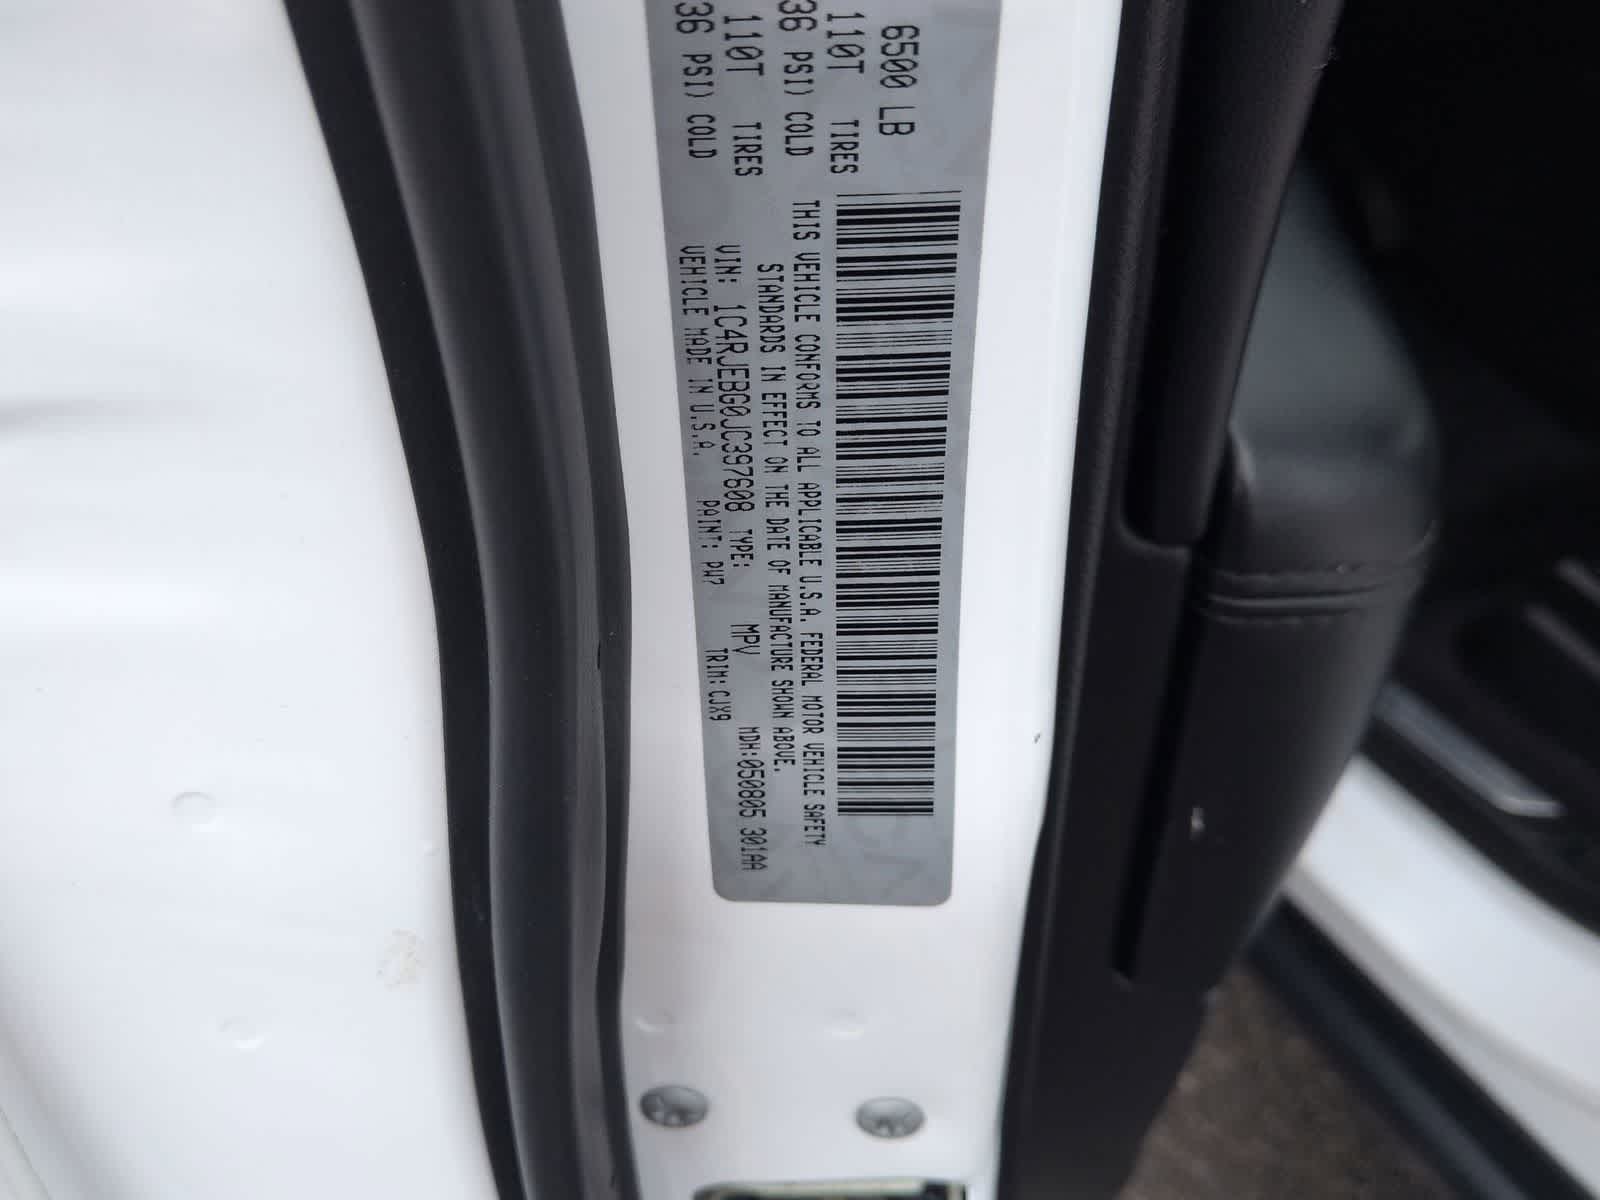 6500 LB
110T TIRES
36 PSI) COLD
110T TIRES
36 PSI) COLD
THIS VEHICLE CONFORMS TO ALL APPLICABLE U.S.A. FEDERAL MOTOR VEHICLE SAFETY
STANDARDS IN EFFECT ON THE DATE OF MANUFACTURE SHOWN ABOVE.
VIN: 1C4RJEBG0JC397608 TYPE: MPV MDH:050805 301AA
VEHICLE MADE IN U.S.A. PAINT: PW7 TRIM:CJX9